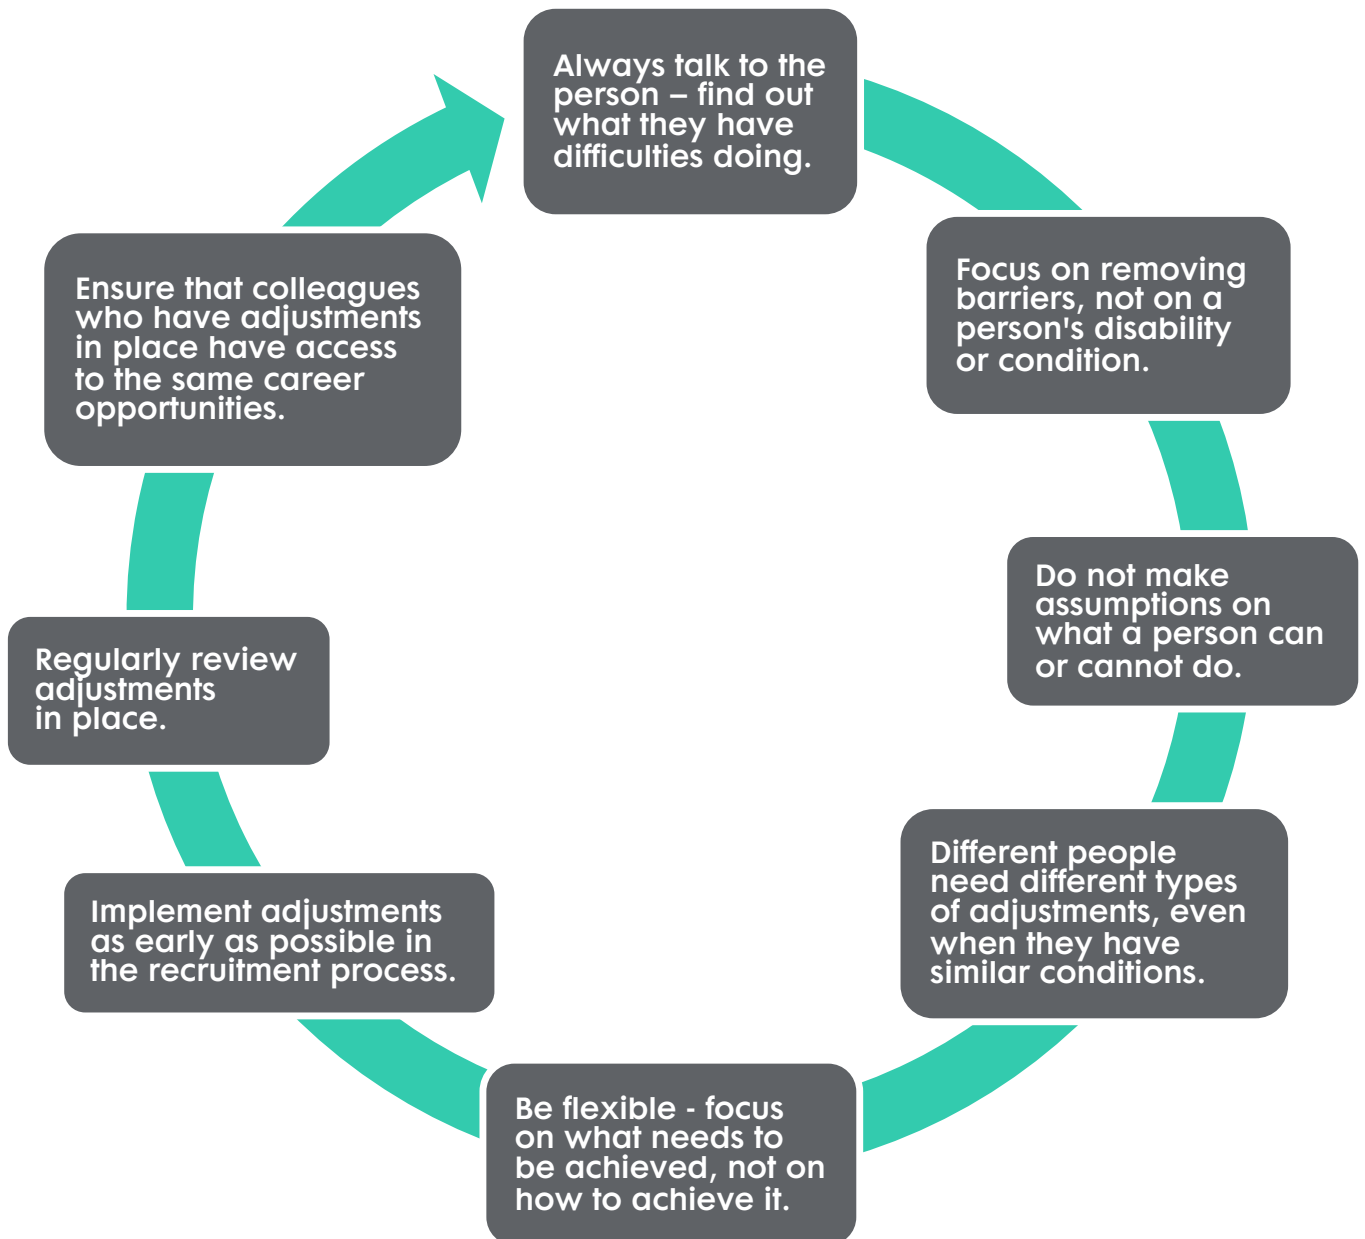 Always talk to the
person – find out
what they have
difficulties doing.
Focus on removing
barriers, not on a
person's disability
or condition.
Do not make
assumptions on
what a person can
or cannot do.
Different people
need different types
of adjustments, even
when they have
similar conditions.
Be flexible - focus
on what needs to
be achieved, not on
how to achieve it.
Implement adjustments
as early as possible in
the recruitment process.
Regularly review
adjustments
in place.
Ensure that colleagues
who have adjustments
in place have access
to the same career
opportunities.